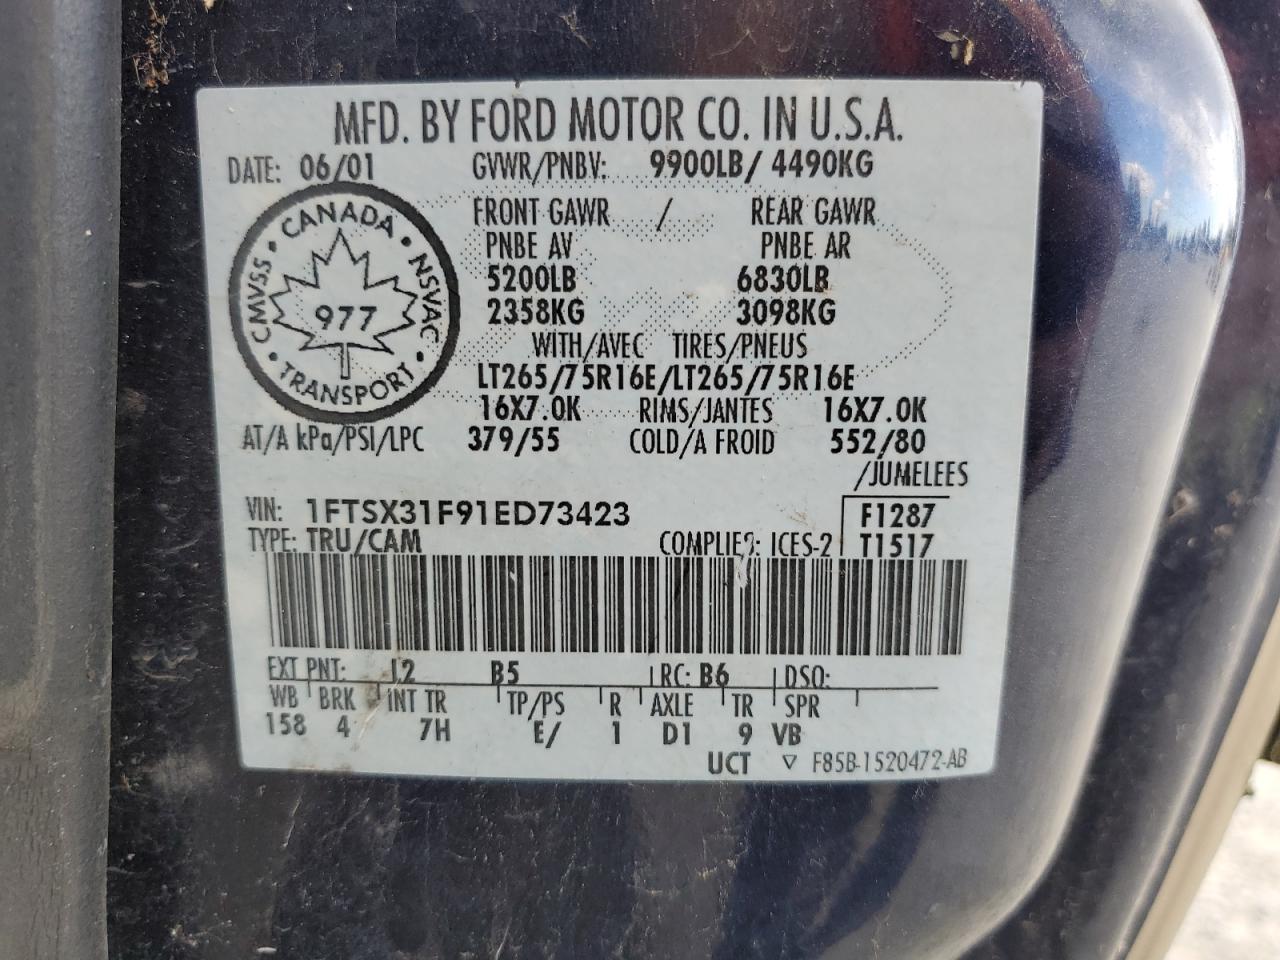 MFD. BY FORD MOTOR CO. IN U.S.A.
DATE: 06/01 GVWR/PNBV: 9900LB/ 4490KG
FRONT GAWR / REAR GAWR
PNBE AV PNBE AR
5200LB 6830LB
2358KG 3098KG
WITH/AVEC TIRES/PNEUS
LT265/75R16E/LT265/75R16E
16X7.0K RIMS/JANTES 16X7.0K
AT/A kPa/PSI/LPC 379/55 COLD/A FROID 552/80
/JUMELEES
CANADA • NSVAC • TRANSPORT • CMVSS •
977
VIN: 1FTSX31F91ED73423 F1287
TYPE: TRU/CAM COMPLIES: ICES-2 T1517
EXT PNT: J2 B5 RC: B6 DSO:
WB BRK INT TR TP/PS R AXLE TR SPR
158 4 7H E/ 1 D1 9 VB
UCT ▽ F85B-1520472-AB